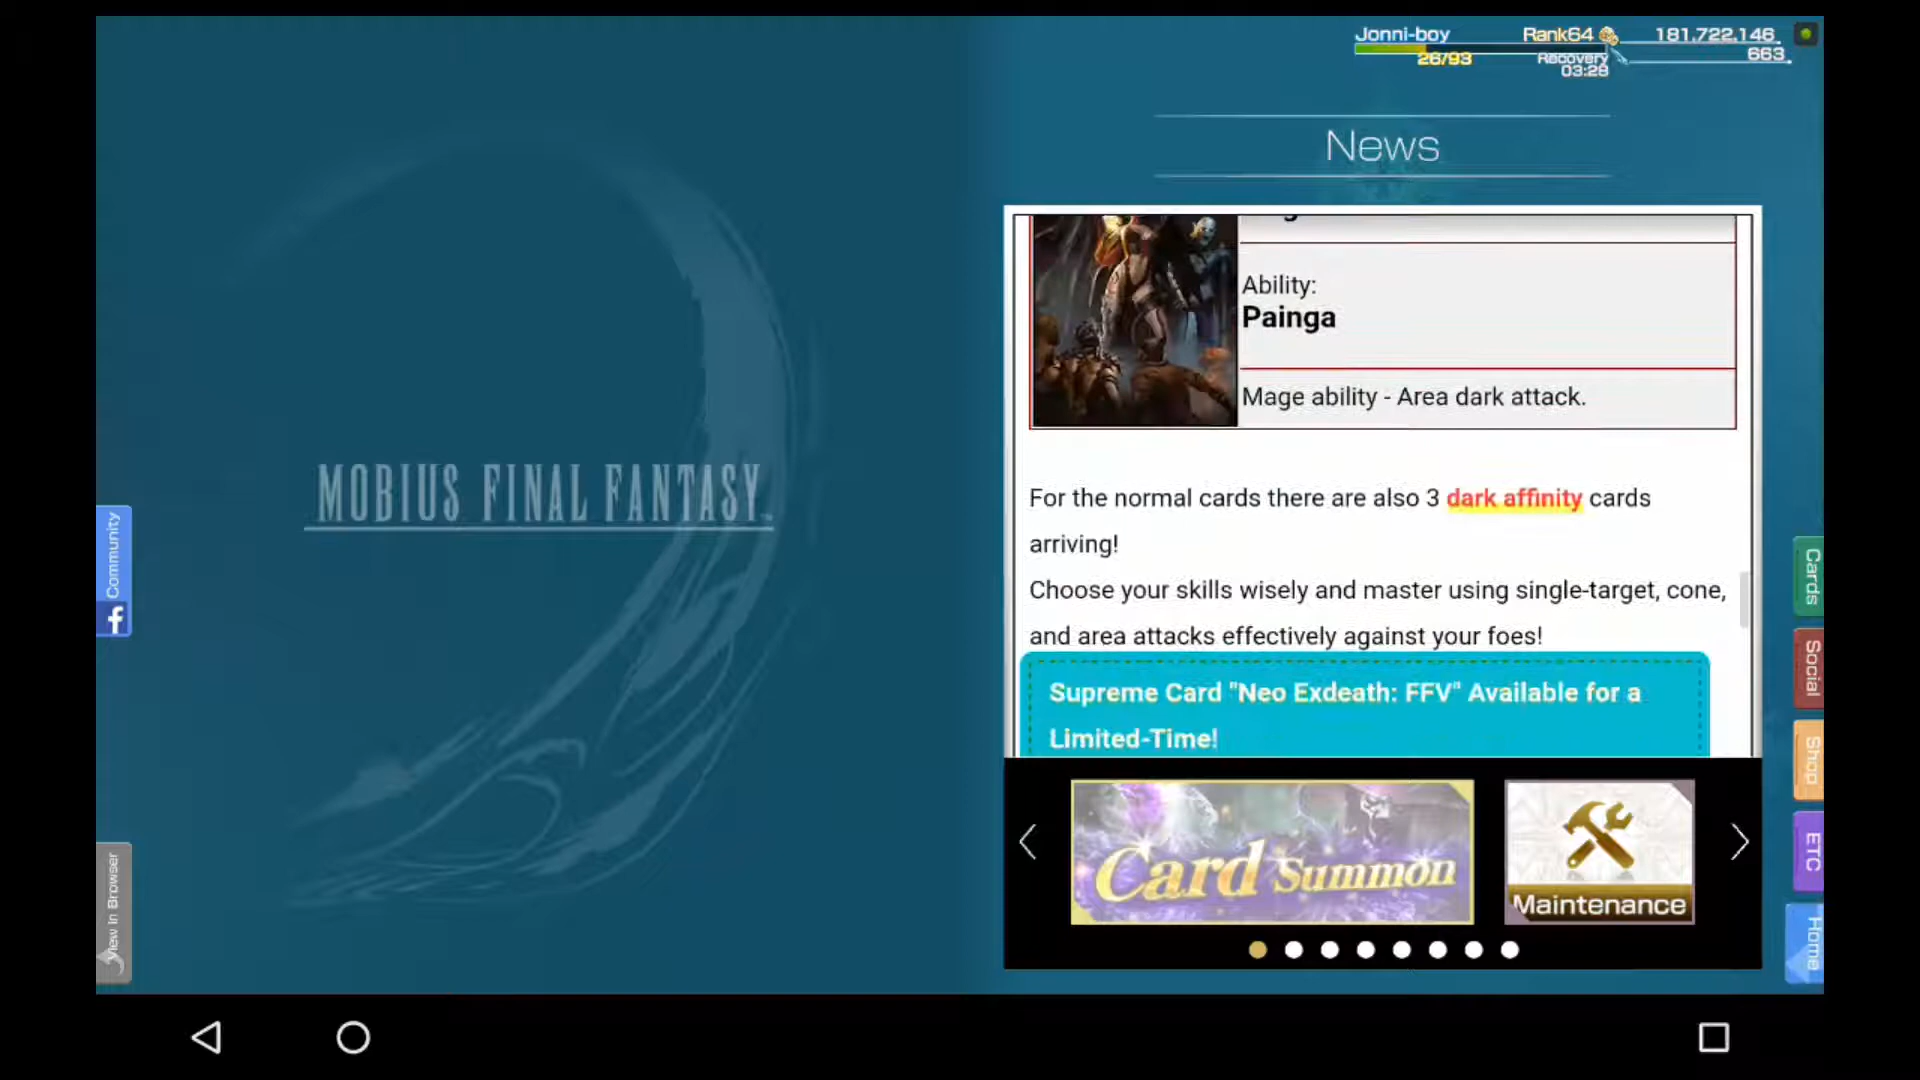 Jonni-boy Rank64 181,722,146
26/93 Recovery 663
03:28
News
Ability:
Painga
Mage ability - Area dark attack.
For the normal cards there are also 3 dark affinity cards
arriving!
Choose your skills wisely and master using single-target, cone,
and area attacks effectively against your foes!
Supreme Card "Neo Exdeath: FFV" Available for a
Limited-Time!
Card Summon
Maintenance
MOBIUS FINAL FANTASY
Community
View in Browser
Cards
Social
Shop
ETC
Home